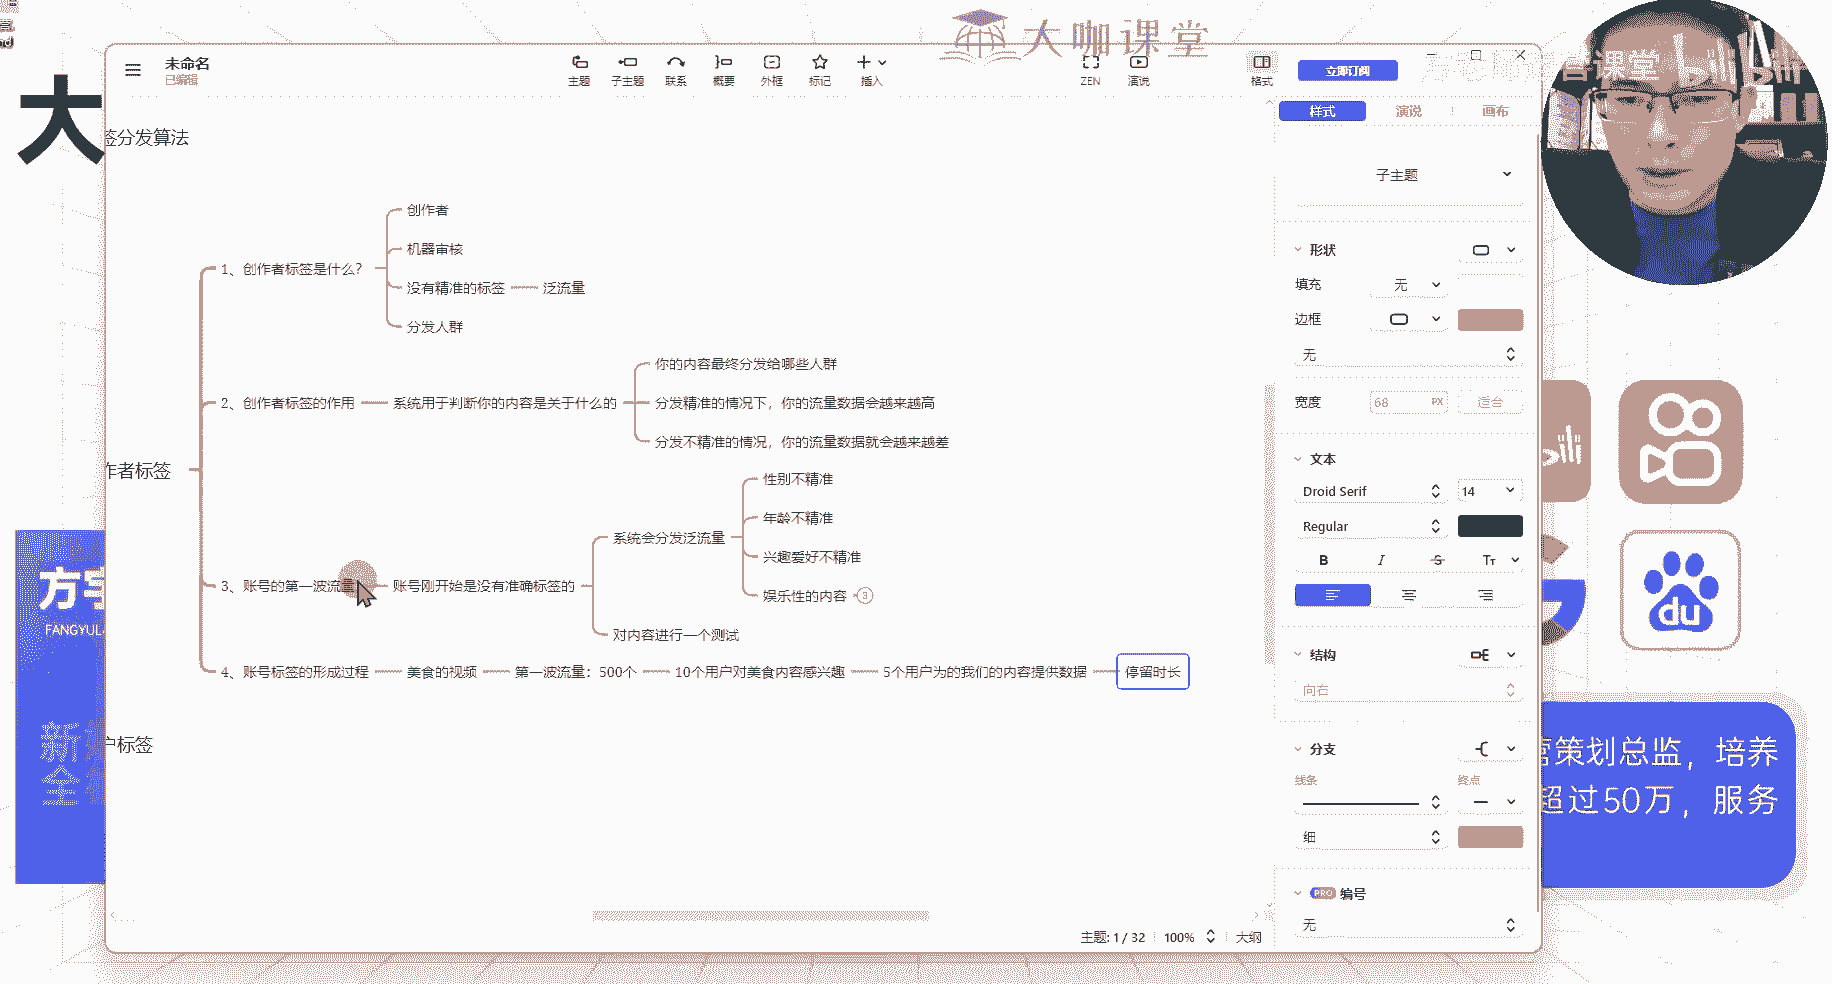 大咖课堂
未命名
已编辑
主题
子主题
联系
概要
外框
标记
插入
ZEN
演说
格式
立即订阅
大
签分发算法
样式
演说
画布
子主题
创作者
机器审核
1、创作者标签是什么？
没有精准的标签
泛流量
分发人群
形状
填充
无
边框
无
宽度
68
PX
适合
你的内容最终分发给哪些人群
2、创作者标签的作用
系统用于判断你的内容是关于什么的
分发精准的情况下，你的流量数据会越来越高
分发不精准的情况，你的流量数据就会越来越差
作者标签
性别不精准
年龄不精准
系统会分发泛流量
兴趣爱好不精准
3、账号的第一波流量
账号刚开始是没有准确标签的
娱乐性的内容
3
对内容进行一个测试
4、账号标签的形成过程
美食的视频
第一波流量：500个
10个用户对美食内容感兴趣
5个用户为的我们的内容提供数据
停留时长
户标签
文本
Droid Serif
14
Regular
B
I
S
TT
结构
向右
分支
线条
终点
细
PRO
编号
无
主题: 1 / 32
100%
大纲
FANGYUL
新
全
du
营策划总监，培养
超过50万，服务